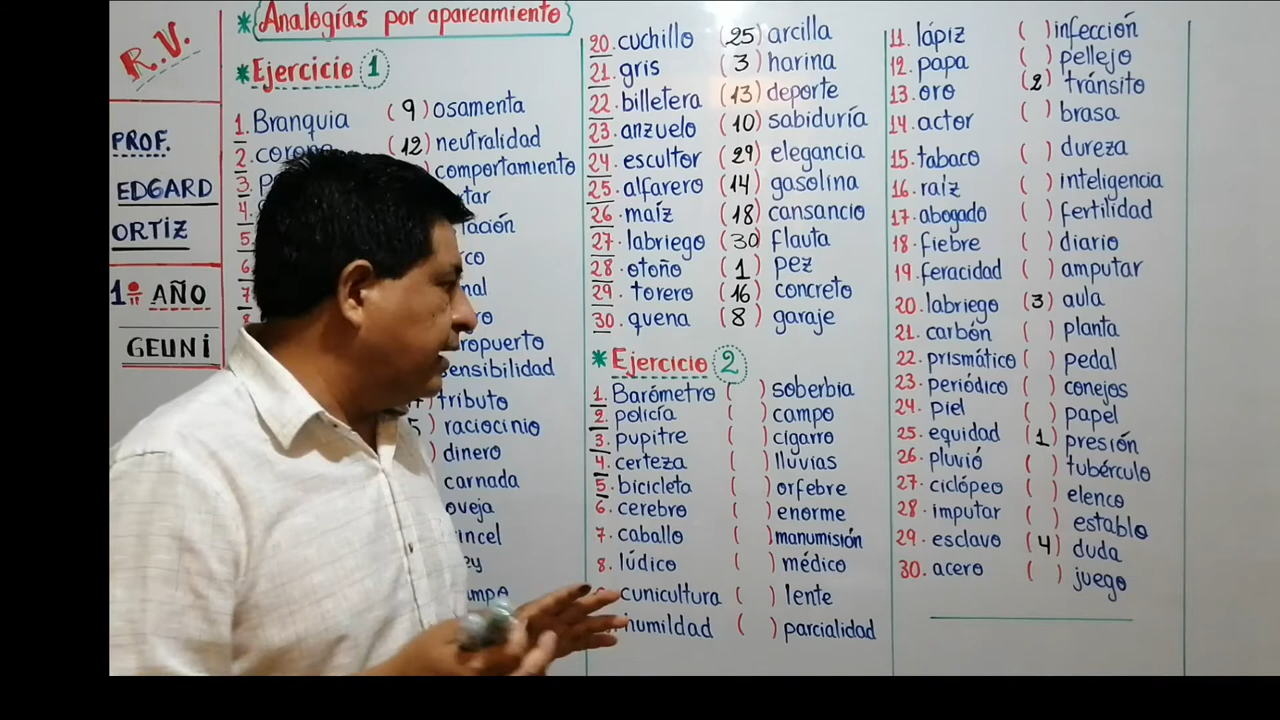 R.V.
PROF.
EDGARD
ORTIZ
1º AÑO
GEUNI
*Analogías por apareamiento
*Ejercicio 1
1. Branquia (9) osamenta
2. (12) neutralidad
3. comportamiento
4.
5.
6.
7
8
ropuerto
ensibilidad
tributo
raciocinio
) dinero
carnada
oveja
20. cuchillo (25) arcilla
21. gris (3) harina
22. billetera (13) deporte
23. anzuelo (10) sabiduría
24. escultor (29) elegancia
25. alfarero (14) gasolina
26. maíz (18) cansancio
27. labriego (30) flauta
28. otoño (1) pez
29. torero (16) concreto
30. quena (8) garaje
*Ejercicio 2
1. Barómetro ( ) soberbia
2. policía ( ) campo
3. pupitre ( ) cigarro
4. certeza ( ) lluvias
5. bicicleta ( ) orfebre
6. cerebro ( ) enorme
7. caballo ( ) manumisión
8. lúdico ( ) médico
cunicultura ( ) lente
humildad ( ) parcialidad
11. lápiz ( ) infección
12. papa ( ) pellejo
13. oro (2) tránsito
14. actor ( ) brasa
15. tabaco ( ) dureza
16. raíz ( ) inteligencia
17. abogado ( ) fertilidad
18. fiebre ( ) diario
19. feracidad ( ) amputar
20. labriego (3) aula
21. carbón ( ) planta
22. prismático ( ) pedal
23. periódico ( ) conejos
24. piel ( ) papel
25. equidad (1) presión
26. pluvió ( ) tubérculo
27. ciclópeo ( ) elenco
28. imputar ( ) establo
29. esclavo (4) duda
30. acero ( ) juego